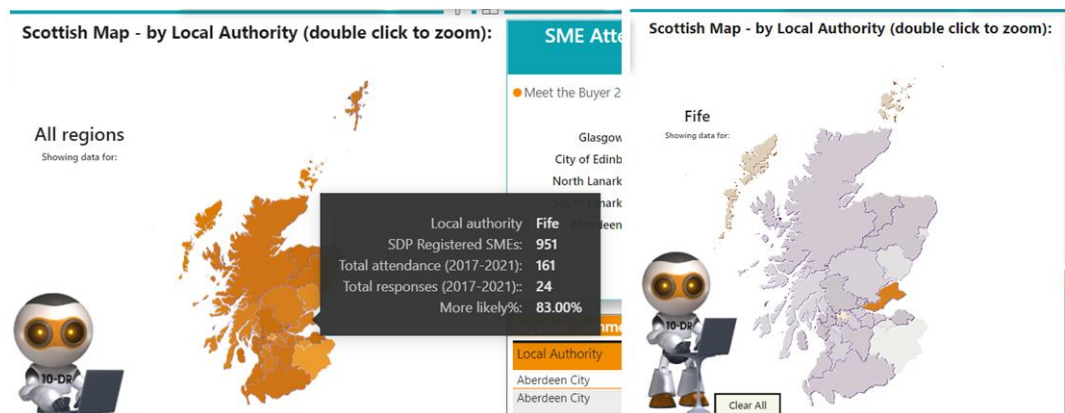 Scottish Map - by Local Authority (double click to zoom):
All regions
Showing data for:
10-DR
Local authority Fife
SDP Registered SMEs: 951
Total attendance (2017-2021): 161
Total responses (2017-2021):: 24
More likely%: 83.00%
SME Atte
Meet the Buyer 2
Glasgow
City of Edinb
North Lanark
Local Authority
Aberdeen City
Aberdeen City
Scottish Map - by Local Authority (double click to zoom):
Fife
Showing data for:
10-DR
Clear All